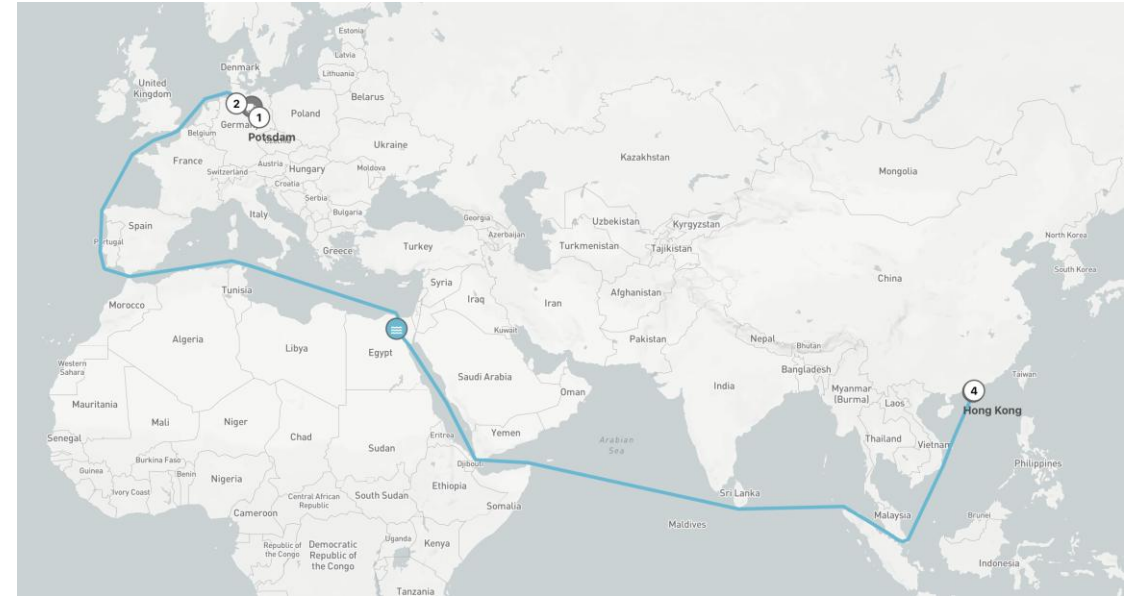 Estonia
Latvia
Denmark
Lithuania
United
Kingdom
2
Belarus
Poland
1
Belgium
Potsdam
Ukraine
Kazakhstan
France
Austria
Hungary
Moldova
Switzerland
Mongolia
Croatia
Serbia
Italy
Bulgaria
Georgia
Uzbekistan
Kyrgyzstan
Spain
Azerbaijan
North Korea
Greece
Turkey
Turkmenistan
Tajikistan
South Korea
China
Syria
Tunisia
Afghanistan
Iraq
Iran
Morocco
Kuwait
Pakistan
Nepal
Bhutan
Algeria
Libya
Egypt
Western
Sahara
Bangladesh
Taiwan
Saudi Arabia
India
Myanmar
(Burma)
4
Oman
Laos
Hong Kong
Mauritania
Mali
Niger
Chad
Sudan
Eritrea
Yemen
Arabian
Sea
Thailand
Vietnam
Senegal
Burkina Faso
Djibouti
Philippines
Guinea
Benin
Nigeria
Ivory Coast
Central African
Republic
South Sudan
Ethiopia
Somalia
Sri Lanka
Cameroon
Maldives
Malaysia
Brunei
Uganda
Kenya
Republic of
the Congo
Democratic
Republic of
the Congo
Indonesia
Tanzania